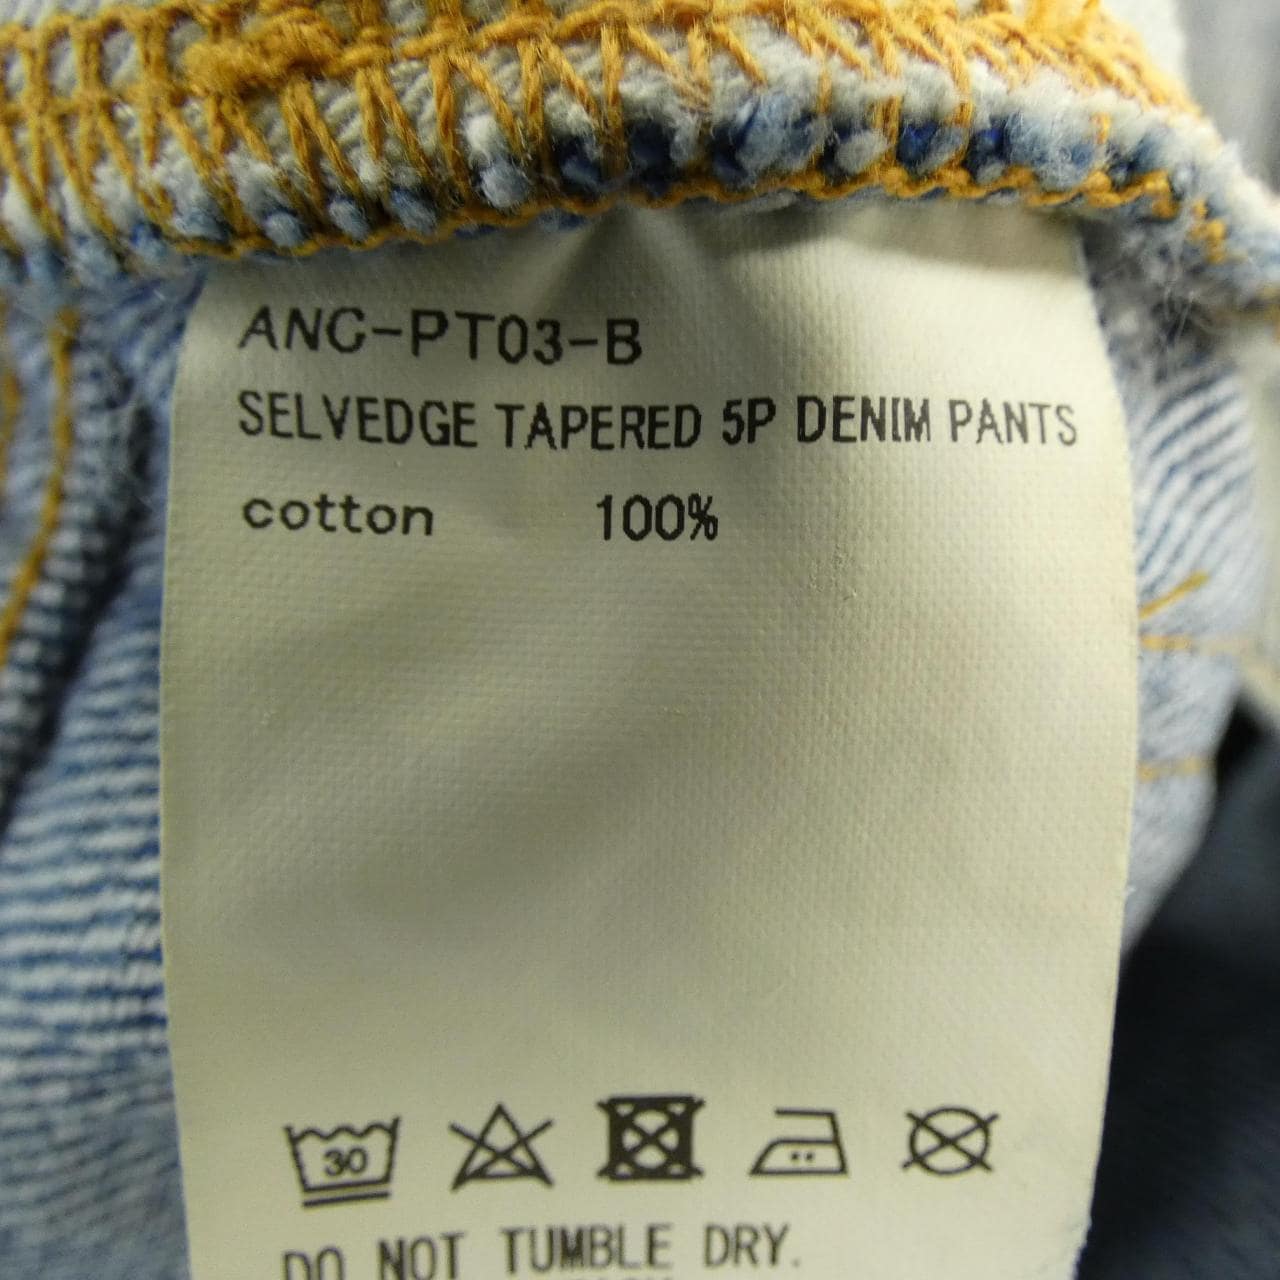 ANC-PT03-B
SELVEDGE TAPERED 5P DENIM PANTS
cotton 100%
30
DO NOT TUMBLE DRY.